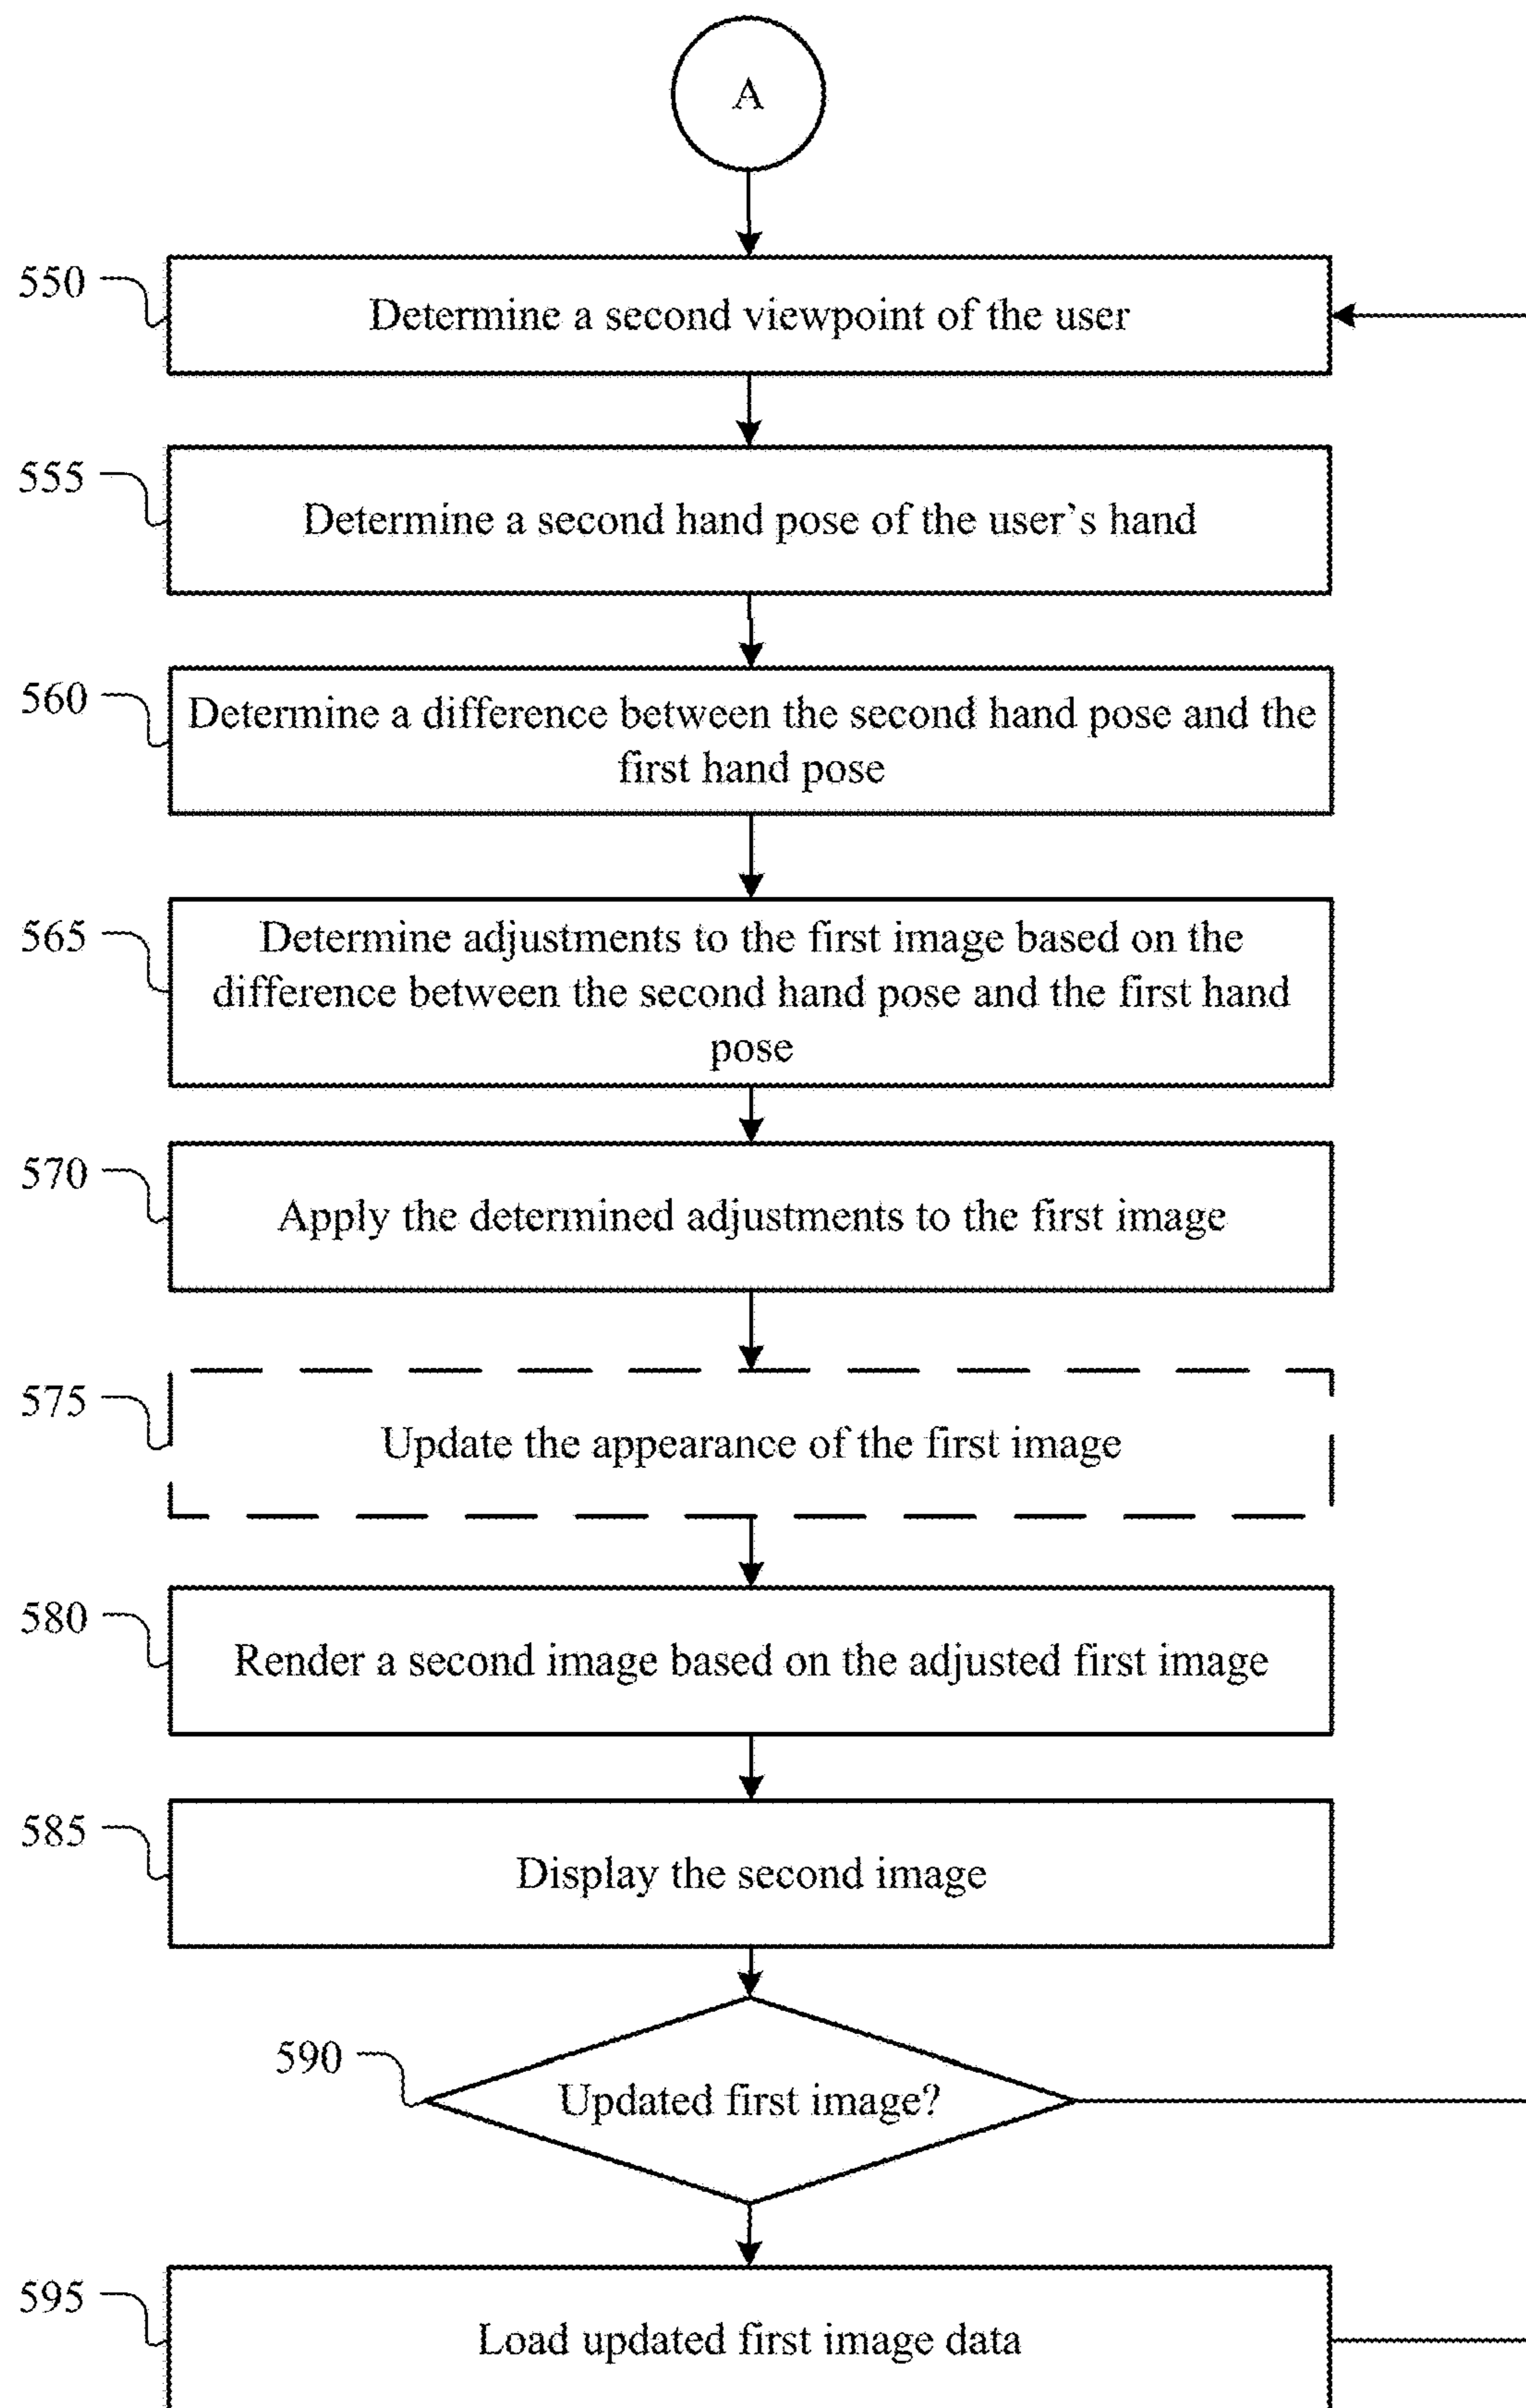 A
550
Determine a second viewpoint of the user
555
Determine a second hand pose of the user's hand
560
Determine a difference between the second hand pose and the
first hand pose
565
Determine adjustments to the first image based on the
difference between the second hand pose and the first hand
pose
570
Apply the determined adjustments to the first image
575
Update the appearance of the first image
580
Render a second image based on the adjusted first image
585
Display the second image
590
Updated first image?
595
Load updated first image data